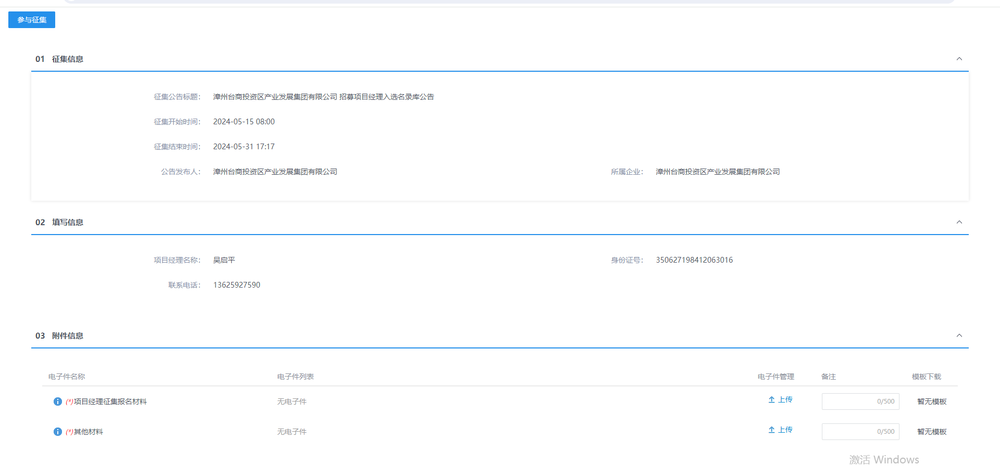 参与征集
01 征集信息
征集公告标题： 漳州台商投资区产业发展集团有限公司 招募项目经理入选名录库公告
征集开始时间： 2024-05-15 08:00
征集结束时间： 2024-05-31 17:17
公告发布人： 漳州台商投资区产业发展集团有限公司 所属企业： 漳州台商投资区产业发展集团有限公司
02 填写信息
项目经理名称： 吴启平 身份证号： 350627198412063016
联系电话： 13625927590
03 附件信息
电子件名称 电子件列表 电子件管理 备注 模板下载
(*)项目经理征集报名材料 无电子件 上传 0/500 暂无模板
(*)其他材料 无电子件 上传 0/500 暂无模板
激活 Windows